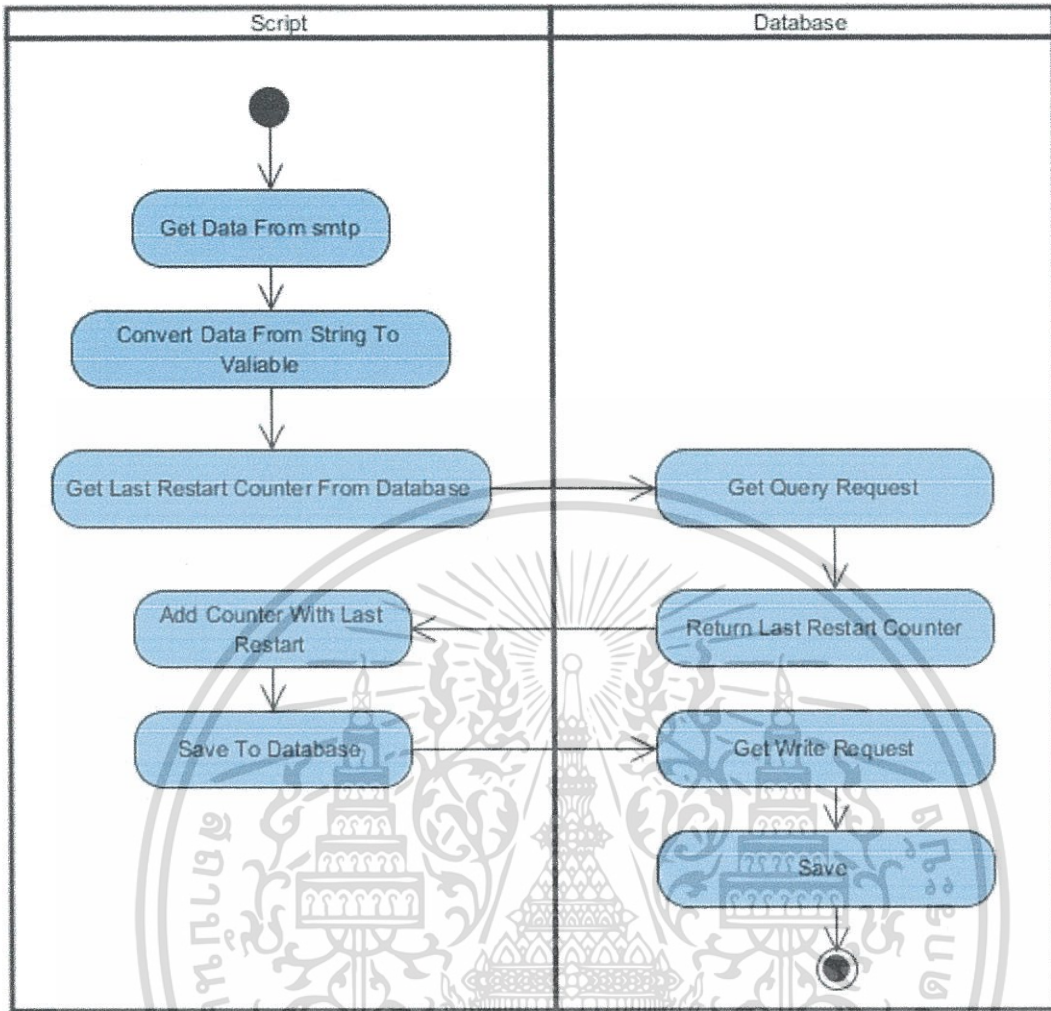 Script
Database
Get Data From smtp
Convert Data From String To
Valiable
Get Last Restart Counter From Database
Get Query Request
Add Counter With Last
Restart
Return Last Restart Counter
Save To Database
Get Write Request
Save